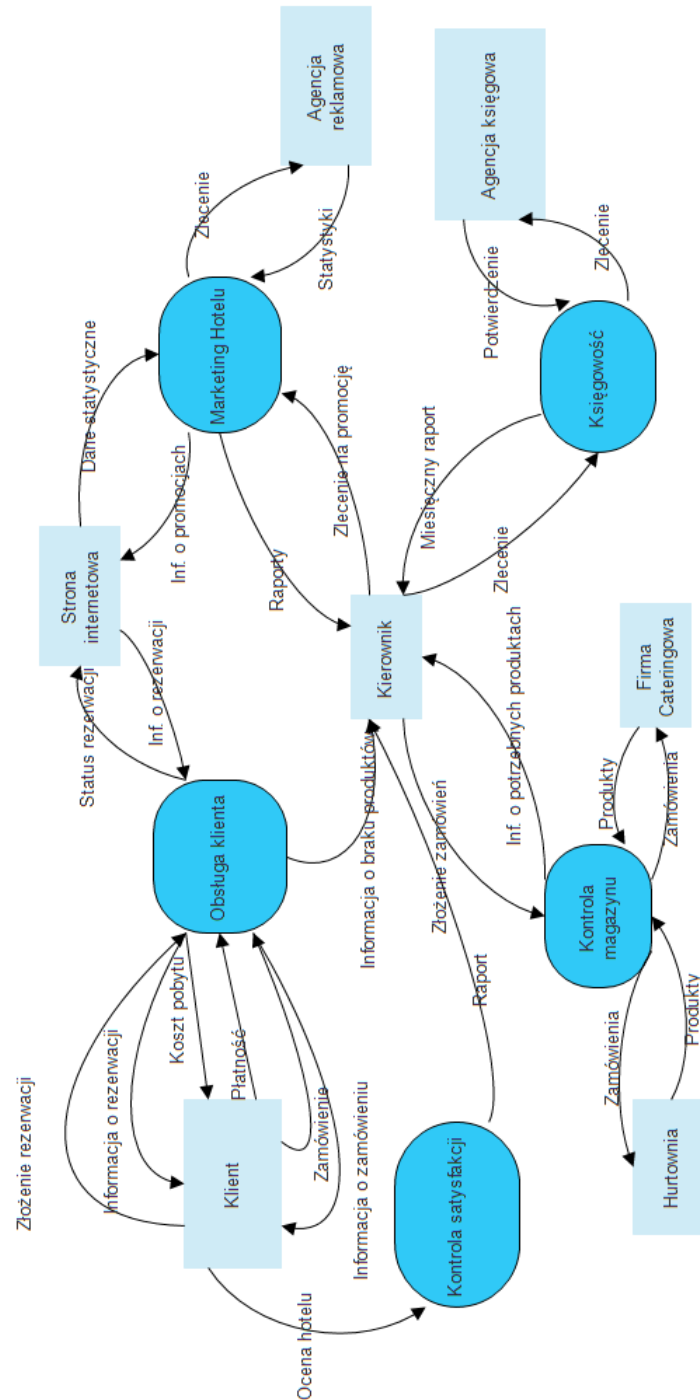 Złożenie rezerwacji
Informacja o rezerwacji
Koszt pobytu
Płatność
Zamówienie
Informacja o zamówieniu
Klient
Ocena hotelu
Kontrola satysfakcji
Raport
Obsługa klienta
Status rezerwacji
Inf. o rezerwacji
Strona
internetowa
Dane statystyczne
Inf. o promocjach
Marketing Hotelu
Zlecenie
Statystyki
Agencja
reklamowa
Raporty
Zlecenie na promocję
Kierownik
Informacja o braku produktów
Złożenie zamówień
Inf. o potrzebnych produktach
Miesięczny raport
Zlecenie
Księgowość
Potwierdzenie
Zlecenie
Agencja księgowa
Kontrola
magazynu
Produkty
Zamówienia
Firma
Cateringowa
Zamówienia
Produkty
Hurtownia